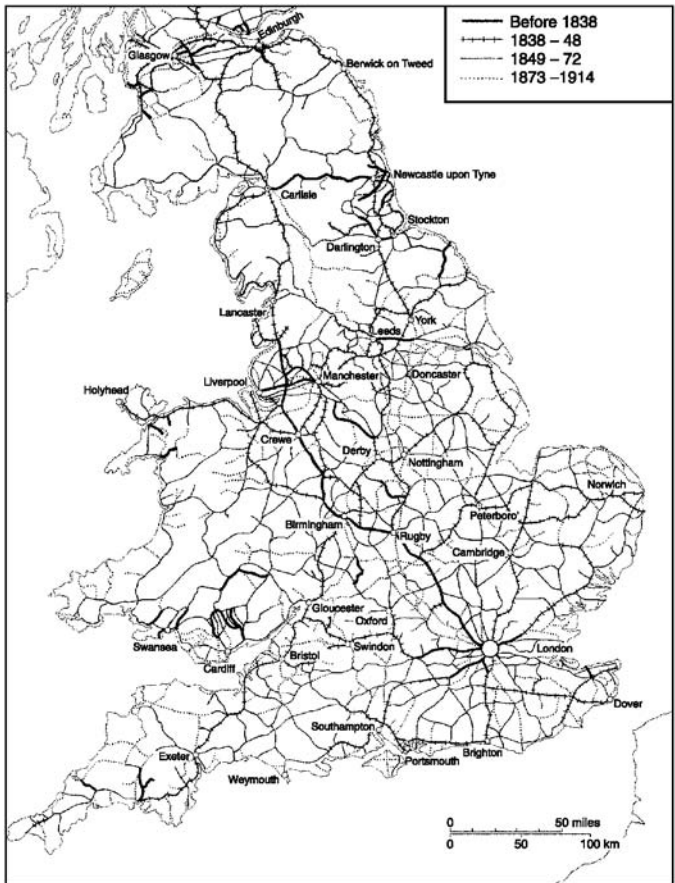 Before 1838
1838 – 48
1849 – 72
1873 –1914
Edinburgh
Glasgow
Berwick on Tweed
Newcastle upon Tyne
Carlisle
Stockton
Darlington
Lancaster
York
Leeds
Liverpool
Manchester
Doncaster
Holyhead
Crewe
Derby
Nottingham
Norwich
Peterboro'
Birmingham
Rugby
Cambridge
Gloucester
Oxford
Swansea
Swindon
London
Bristol
Cardiff
Dover
Southampton
Exeter
Brighton
Portsmouth
Weymouth
0 50 miles
0 50 100 km